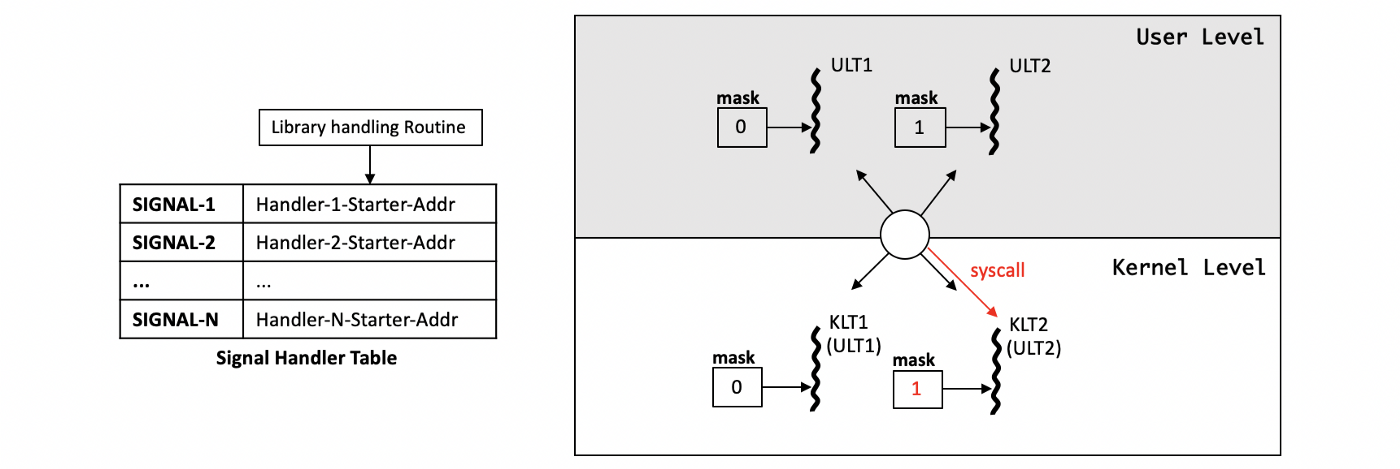 Library handling Routine
SIGNAL-1 Handler-1-Starter-Addr
SIGNAL-2 Handler-2-Starter-Addr
... ...
SIGNAL-N Handler-N-Starter-Addr
Signal Handler Table
User Level
ULT1 ULT2
mask mask
0 1
syscall
Kernel Level
KLT1 KLT2
(ULT1) (ULT2)
mask mask
0 1